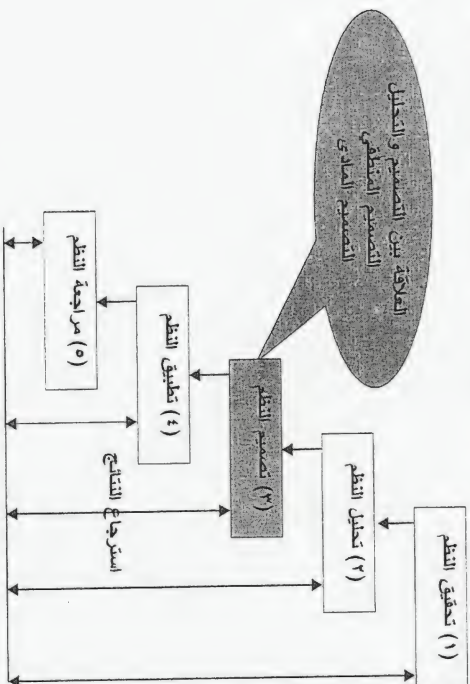 العلاقة بين التصميم والتحليل
التصميم المنطقي
التصميم المادى
(١) تحقيق النظم
(٢) تحليل النظم
(٣) تصميم النظم
(٤) تطبيق النظم
(٥) مراجعة النظم
استرجاع النتائج